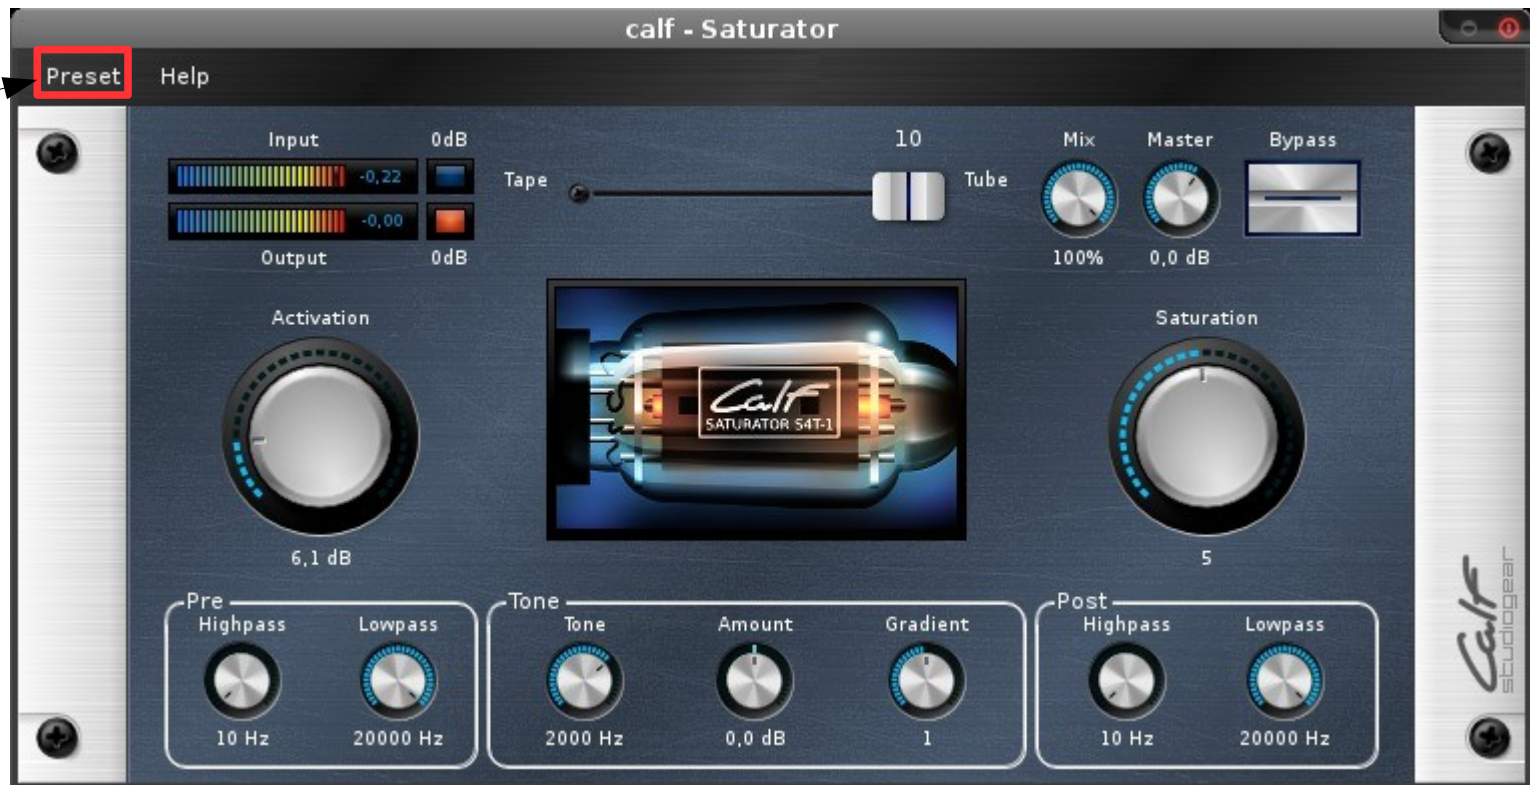 calf - Saturator
Preset Help
Input 0dB
-0,22
-0,00
Output 0dB
10
Tape Tube
Mix Master Bypass
100% 0,0 dB
Activation
6,1 dB
Calf
SATURATOR S4T-1
Saturation
5
Pre
Highpass Lowpass
10 Hz 20000 Hz
Tone
Tone Amount Gradient
2000 Hz 0,0 dB 1
Post
Highpass Lowpass
10 Hz 20000 Hz
Calf
studiogear